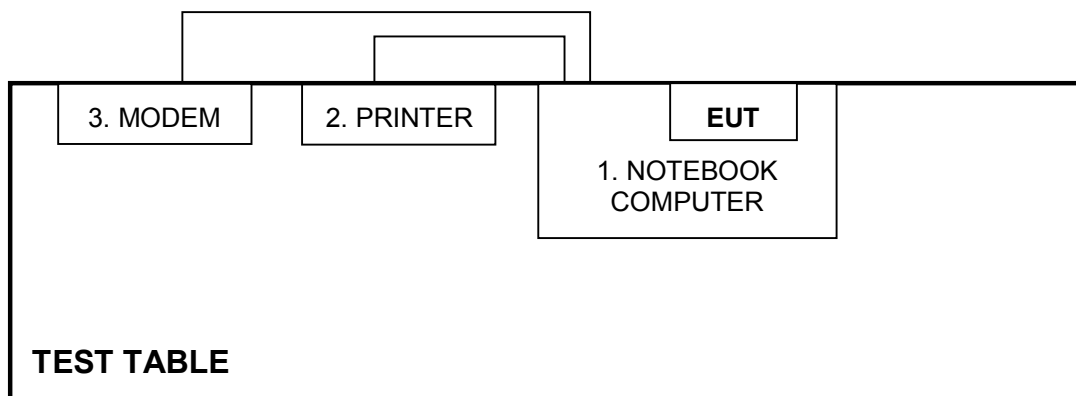 3. MODEM
2. PRINTER
EUT
1. NOTEBOOK
COMPUTER
TEST TABLE